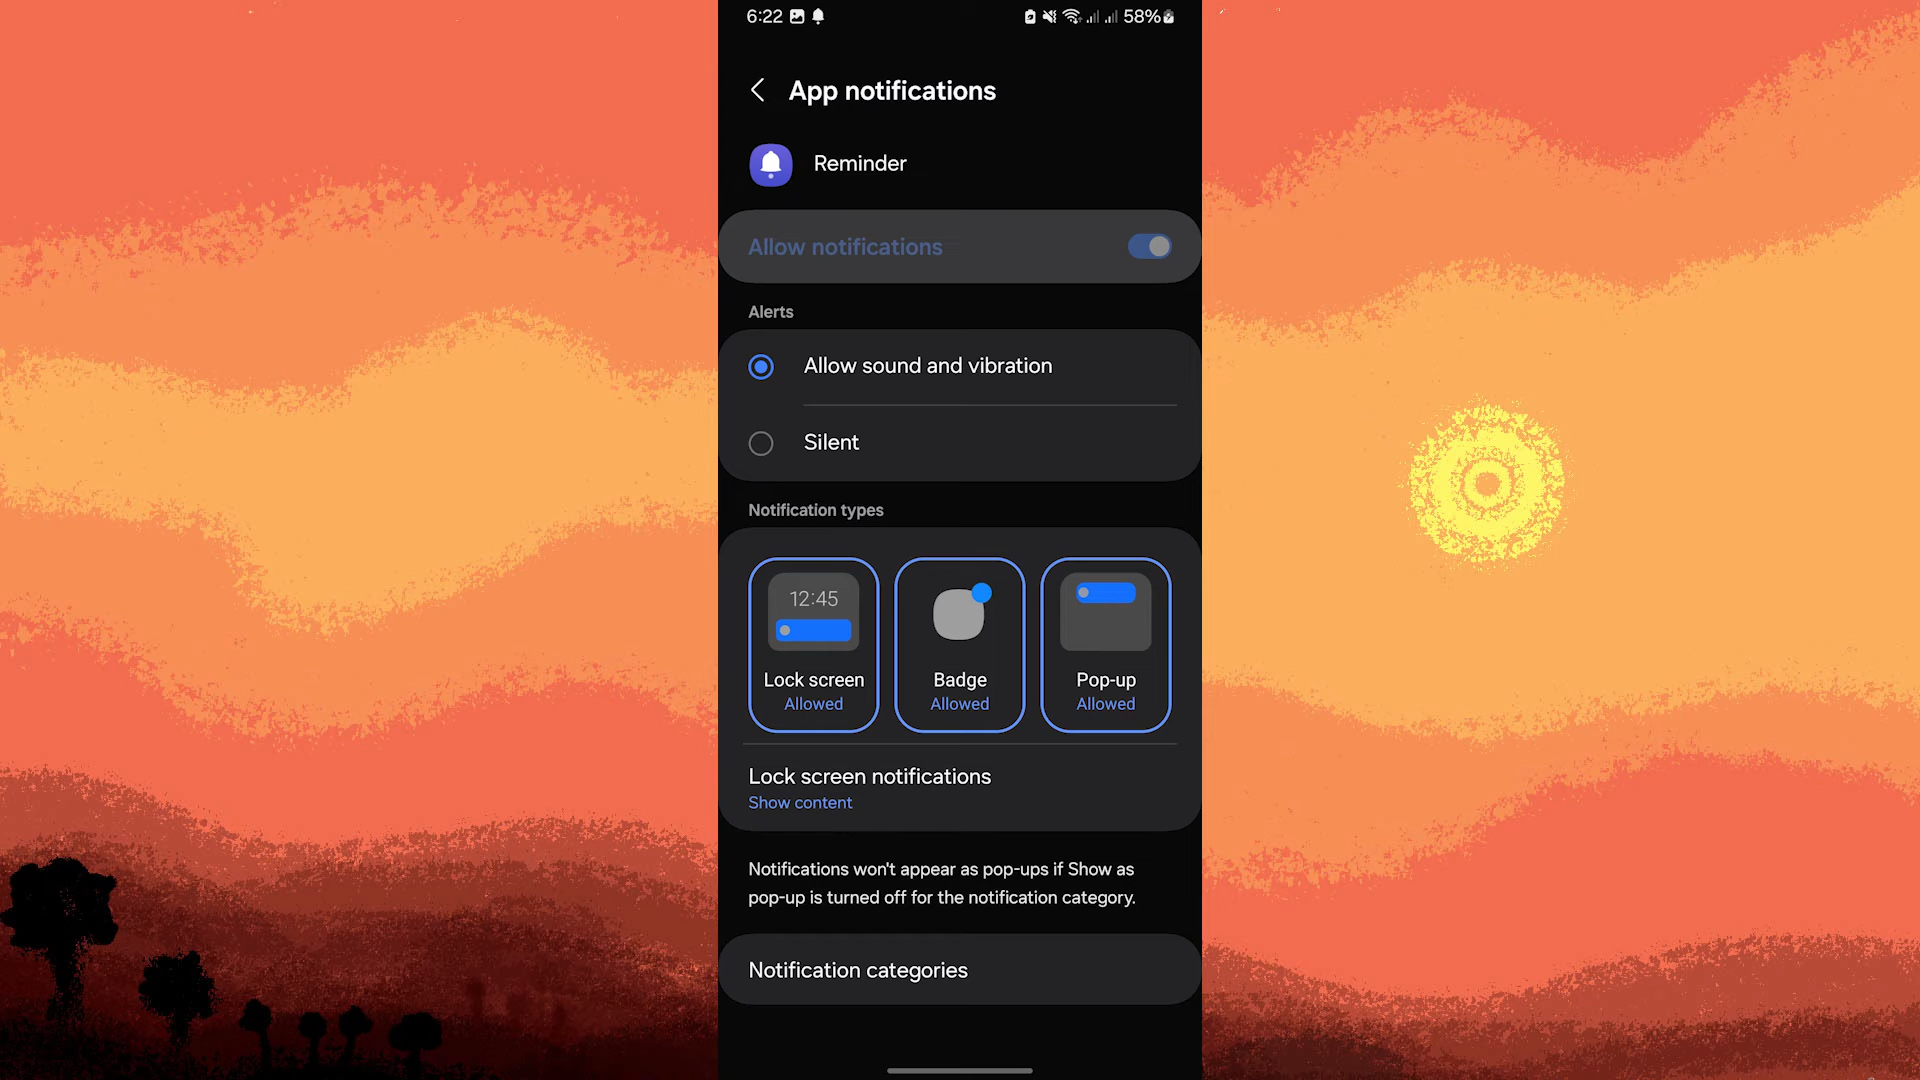 6:22 58%
App notifications
Reminder
Allow notifications
Alerts
Allow sound and vibration
Silent
Notification types
12:45
Lock screen Badge Pop-up
Allowed Allowed Allowed
Lock screen notifications
Show content
Notifications won't appear as pop-ups if Show as
pop-up is turned off for the notification category.
Notification categories